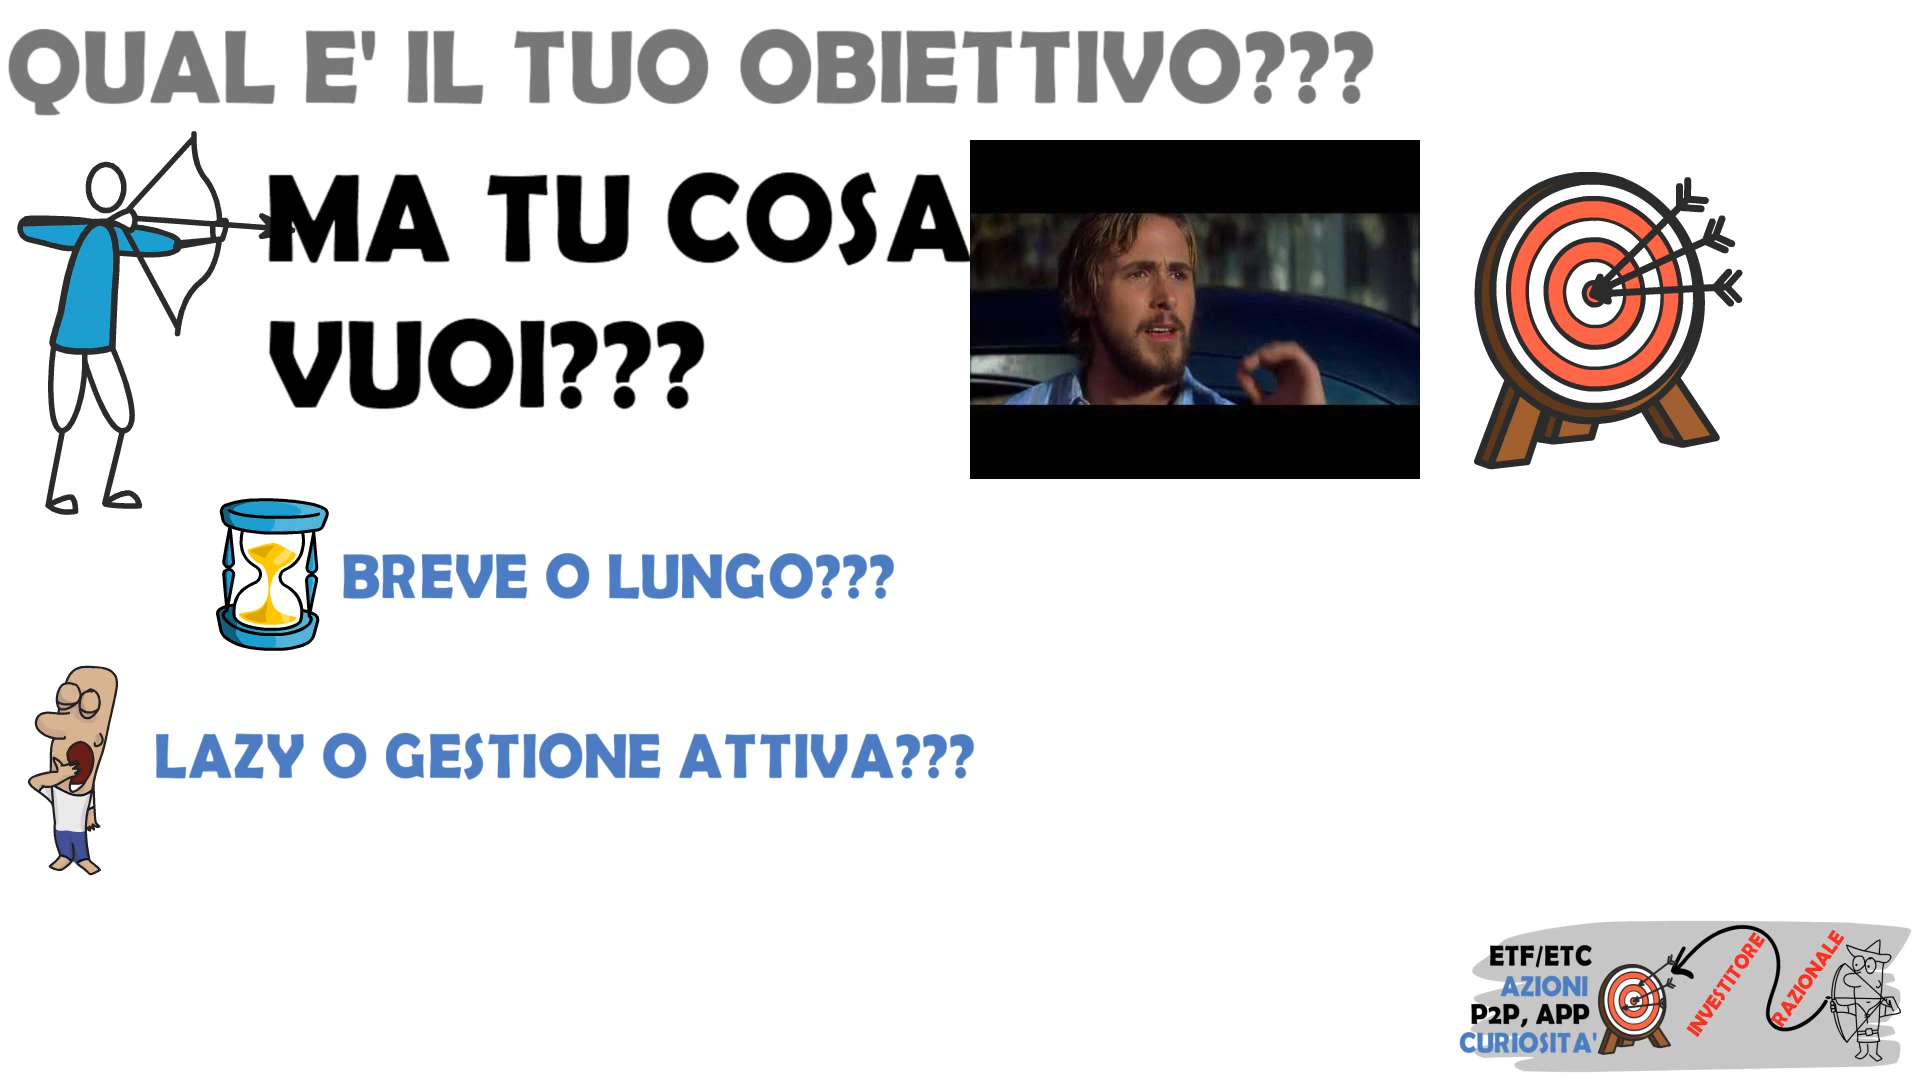 QUAL E' IL TUO OBIETTIVO???
MA TU COSA
VUOI???
BREVE O LUNGO???
LAZY O GESTIONE ATTIVA???
ETF/ETC
AZIONI
P2P, APP
CURIOSITA'
INVESTITORE
RAZIONALE